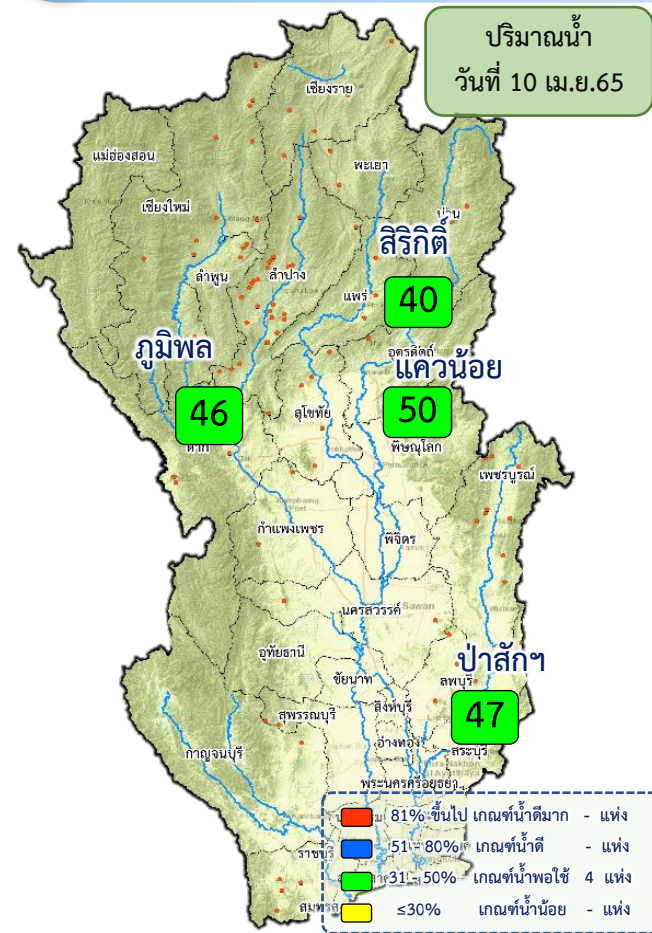 ปริมาณน้ำ
วันที่ 10 เม.ย.65
เชียงราย
แม่ฮ่องสอน
พะเยา
เชียงใหม่
น่าน
สิริกิติ์
ลำพูน
ลำปาง
แพร่
40
ภูมิพล
อุตรดิตถ์
แควน้อย
46
สุโขทัย
50
ตาก
พิษณุโลก
เพชรบูรณ์
กำแพงเพชร
พิจิตร
นครสวรรค์
Sawan
อุทัยธานี
ป่าสักฯ
ชัยนาท
ลพบุรี
สิงห์บุรี
47
สุพรรณบุรี
อ่างทอง
สระบุรี
กาญจนบุรี
พระนครศรีอยุธยา
81% ขึ้นไป เกณฑ์น้ำดีมาก - แห่ง
51 - 80% เกณฑ์น้ำดี - แห่ง
ราชบุรี
31 - 50% เกณฑ์น้ำพอใช้ 4 แห่ง
≤30% เกณฑ์น้ำน้อย - แห่ง